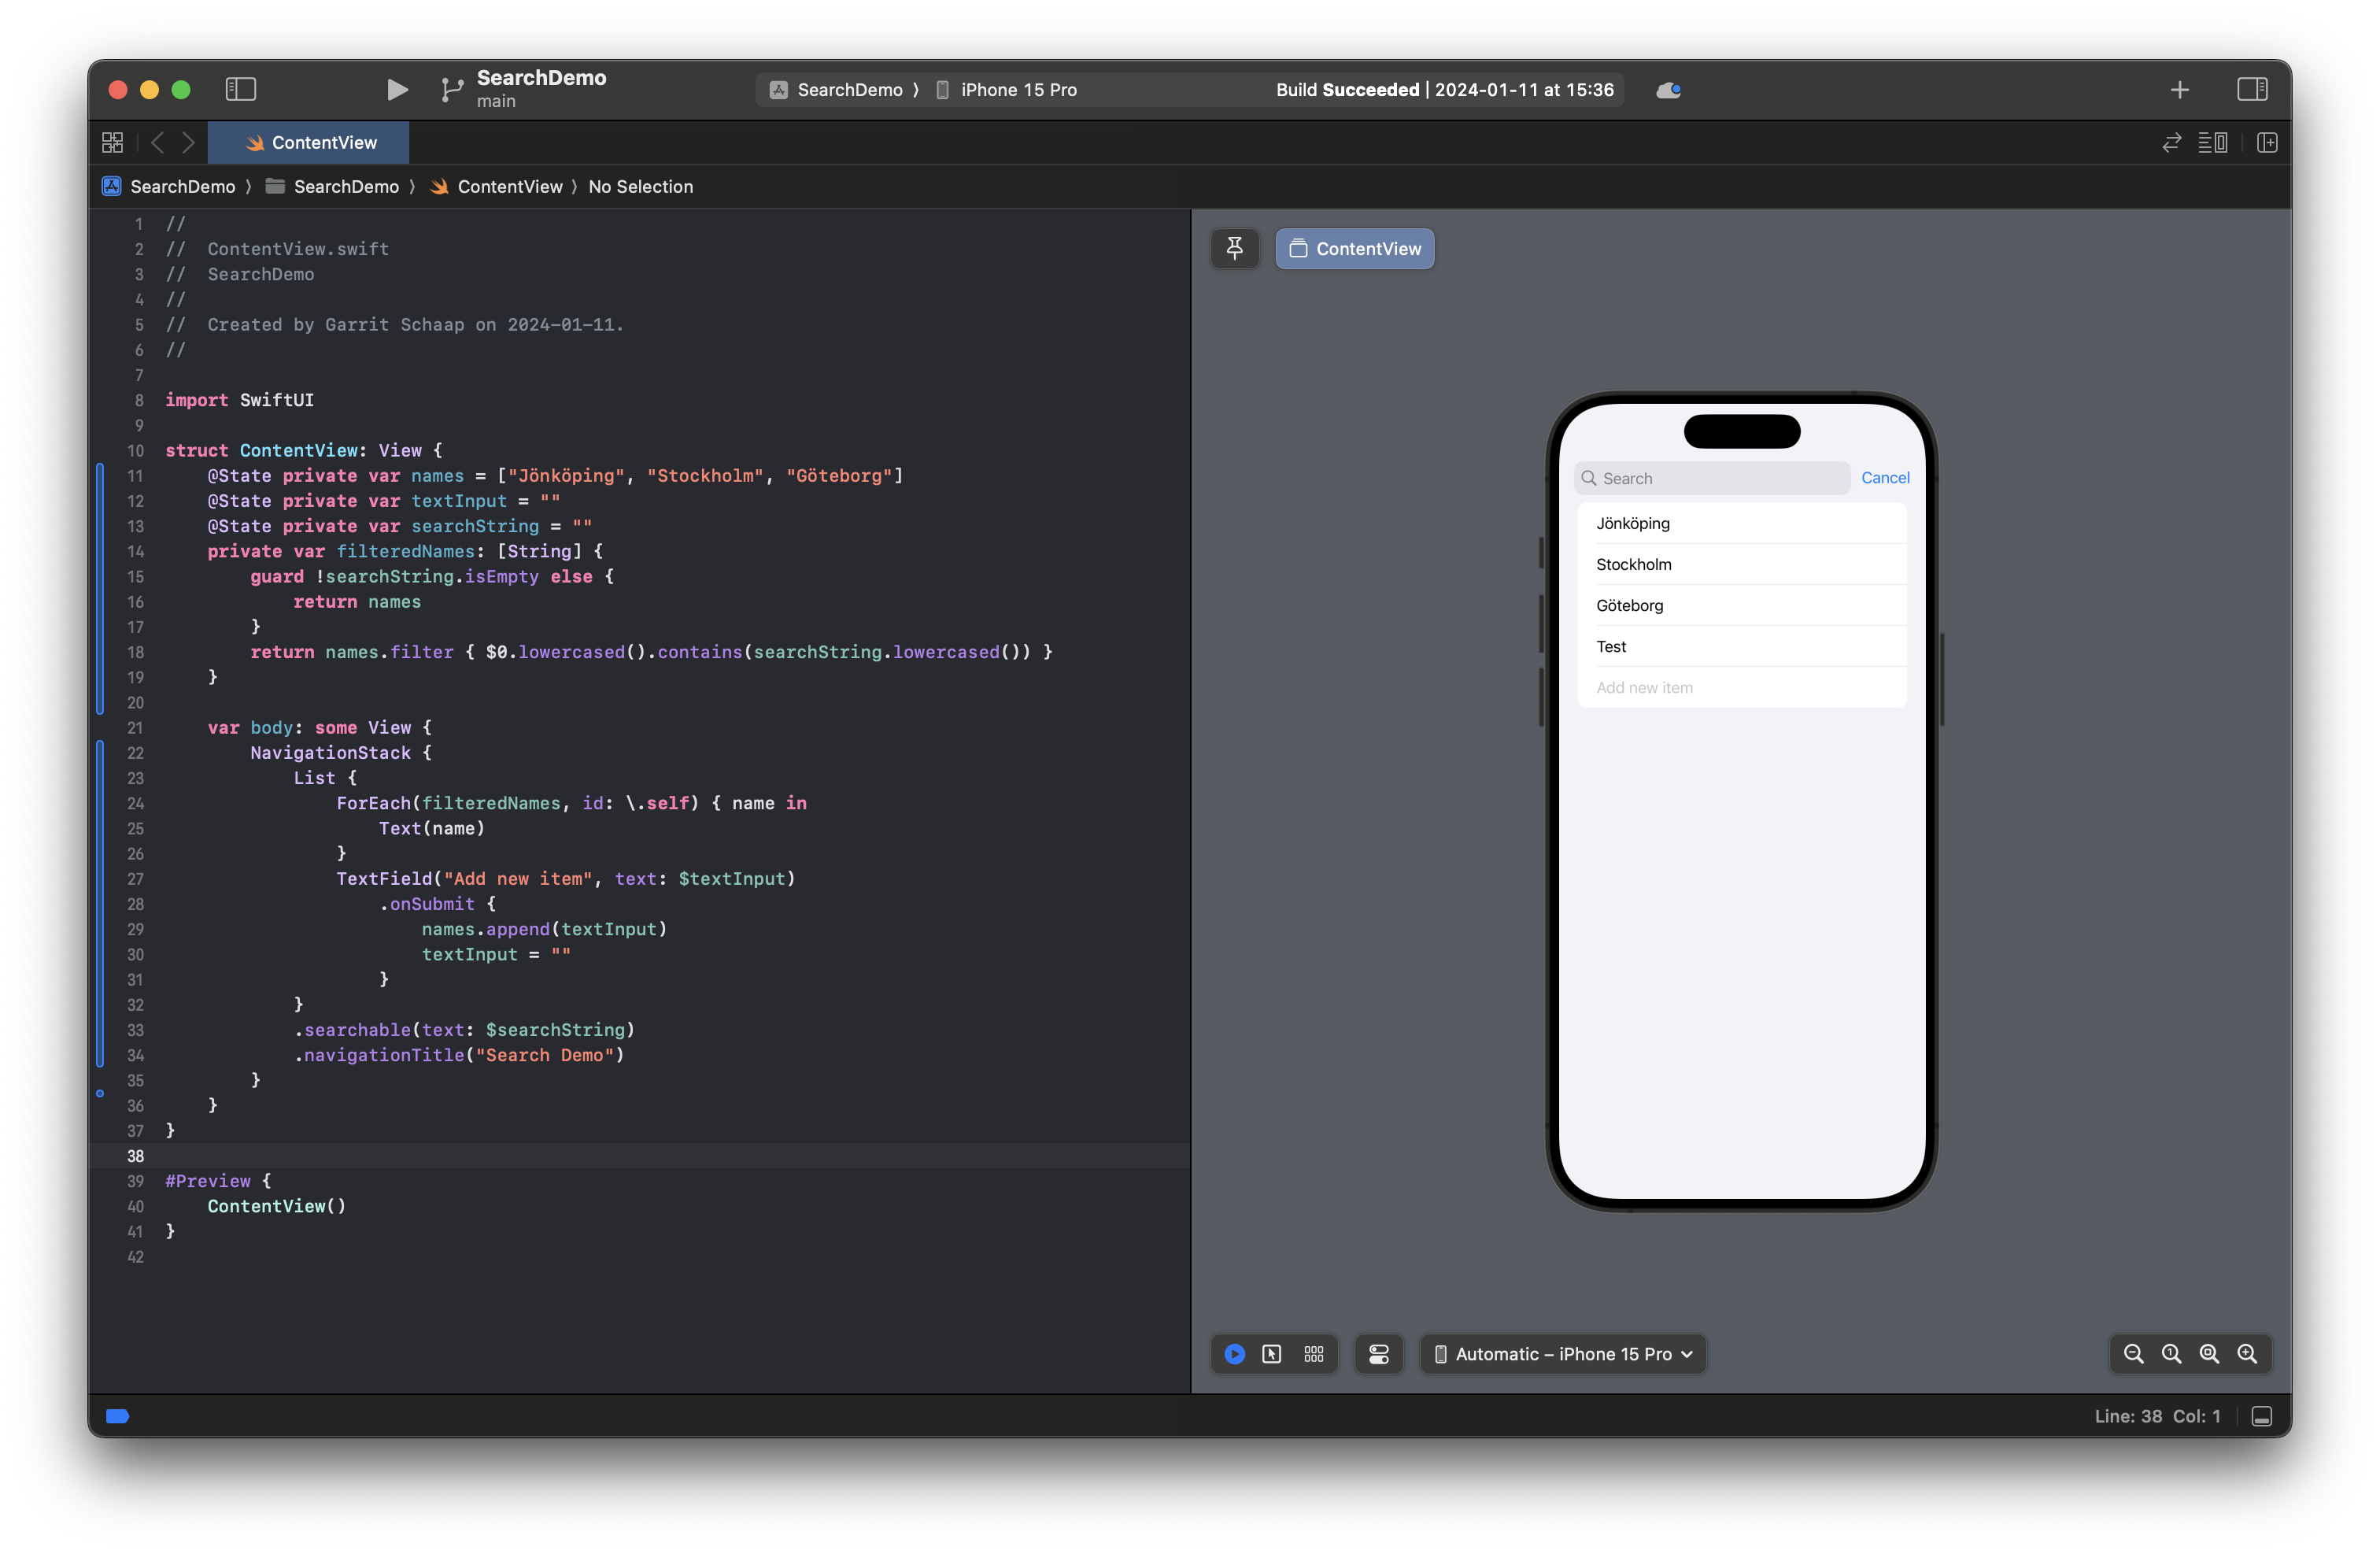 SearchDemo
main
SearchDemo 〉 iPhone 15 Pro
Build Succeeded | 2024-01-11 at 15:36
ContentView
SearchDemo 〉 SearchDemo 〉 ContentView 〉 No Selection
1 //
2 //  ContentView.swift
3 //  SearchDemo
4 //
5 //  Created by Garrit Schaap on 2024-01-11.
6 //
7
8 import SwiftUI
9
10 struct ContentView: View {
11     @State private var names = ["Jönköping", "Stockholm", "Göteborg"]
12     @State private var textInput = ""
13     @State private var searchString = ""
14     private var filteredNames: [String] {
15         guard !searchString.isEmpty else {
16             return names
17         }
18         return names.filter { $0.lowercased().contains(searchString.lowercased()) }
19     }
20
21     var body: some View {
22         NavigationStack {
23             List {
24                 ForEach(filteredNames, id: \.self) { name in
25                     Text(name)
26                 }
27                 TextField("Add new item", text: $textInput)
28                     .onSubmit {
29                         names.append(textInput)
30                         textInput = ""
31                     }
32             }
33             .searchable(text: $searchString)
34             .navigationTitle("Search Demo")
35         }
36     }
37 }
38
39 #Preview {
40     ContentView()
41 }
42
ContentView
Search
Cancel
Jönköping
Stockholm
Göteborg
Test
Add new item
Automatic – iPhone 15 Pro
Line: 38 Col: 1